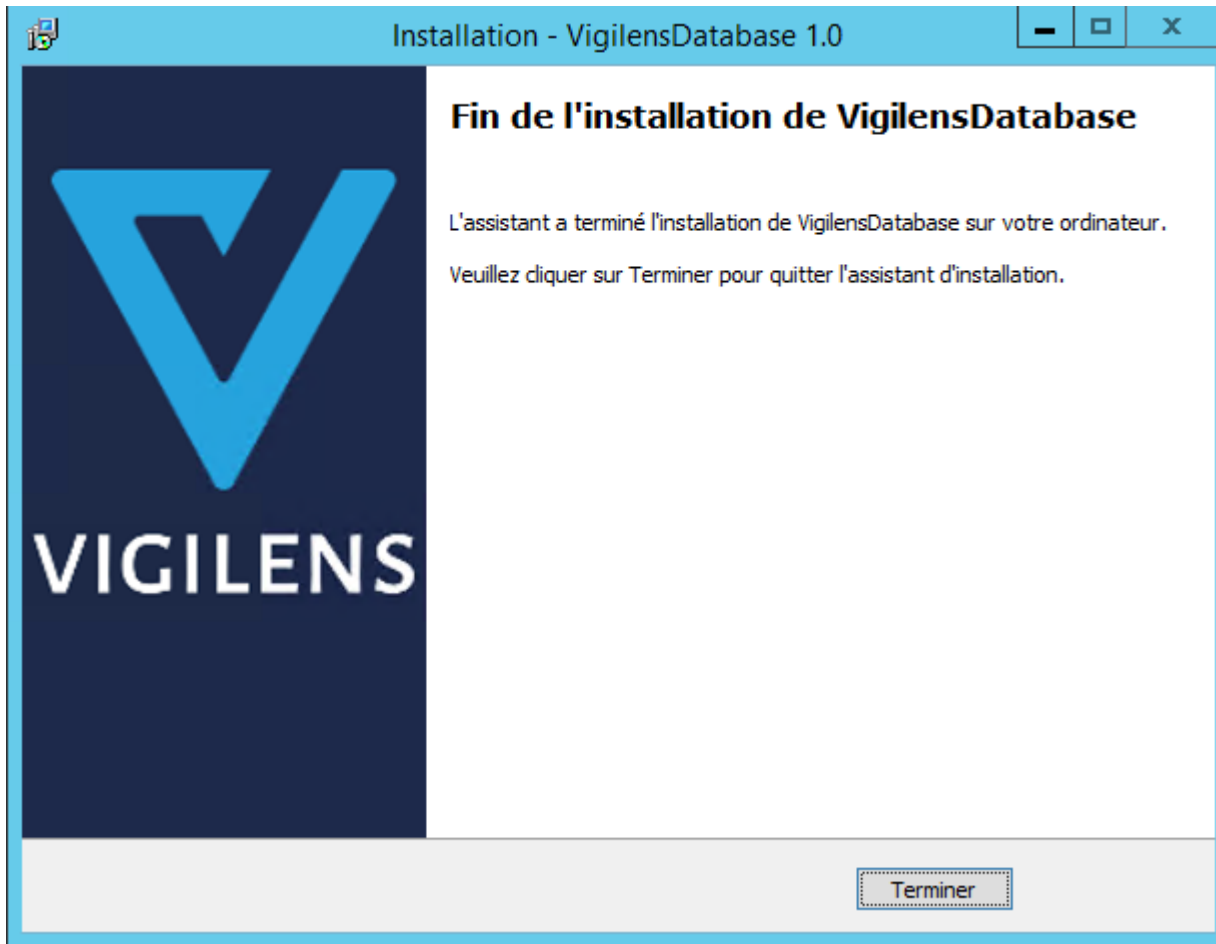 Installation - VigilensDatabase 1.0
Fin de l'installation de VigilensDatabase
L'assistant a terminé l'installation de VigilensDatabase sur votre ordinateur.
Veuillez cliquer sur Terminer pour quitter l'assistant d'installation.
VIGILENS
Terminer